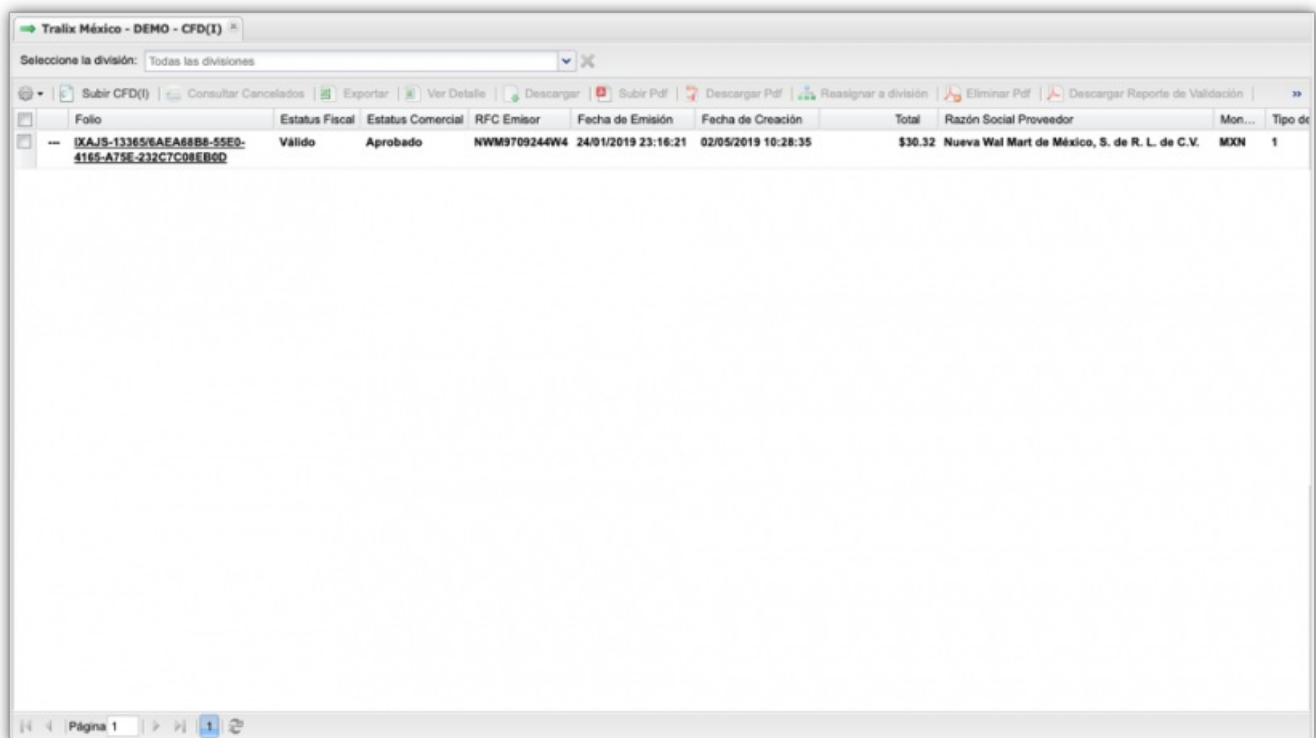 Tralix México - DEMO - CFD(I)
Seleccione la división: Todas las divisiones
Subir CFD(I) Consultar Cancelados Exportar Ver Detalle Descargar Subir Pdf Descargar Pdf Reasignar a división Eliminar Pdf Descargar Reporte de Validación »
Folio Estatus Fiscal Estatus Comercial RFC Emisor Fecha de Emisión Fecha de Creación Total Razón Social Proveedor Mon... Tipo de
--- IXAJS-13365/6AEA68B8-55E0- Válido Aprobado NWM9709244W4 24/01/2019 23:16:21 02/05/2019 10:28:35 $30.32 Nueva Wal Mart de México, S. de R. L. de C.V. MXN 1
4165-A75E-232C7C08EB0D
Página 1 1